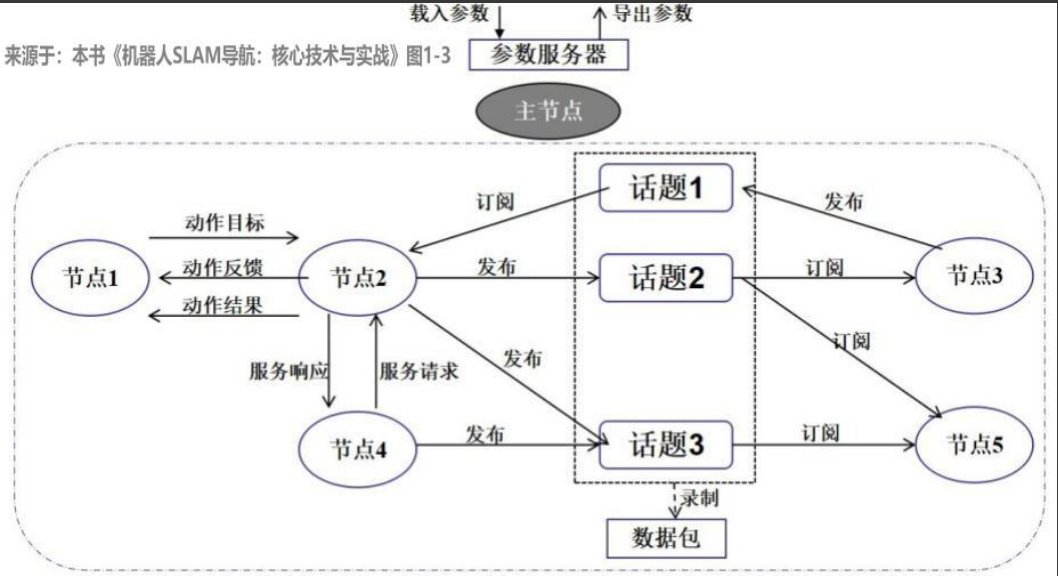 载入参数
导出参数
来源于：本书《机器人SLAM导航：核心技术与实战》图1-3
参数服务器
主节点
话题1
订阅
发布
动作目标
节点1
动作反馈
节点2
发布
话题2
订阅
节点3
动作结果
订阅
服务响应
服务请求
发布
节点4
发布
话题3
订阅
节点5
录制
数据包